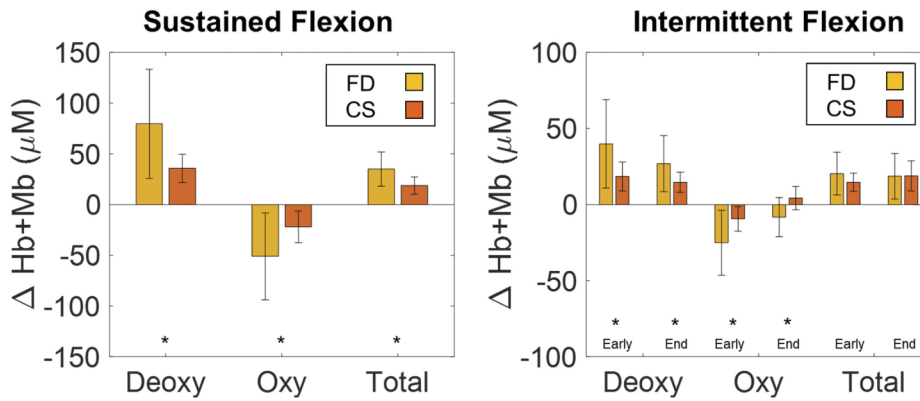 Sustained Flexion
150
100
50
0
-50
-100
-150
Δ Hb+Mb (μM)
FD
CS
* * *
Deoxy Oxy Total
Intermittent Flexion
100
50
0
-50
-100
Δ Hb+Mb (μM)
FD
CS
* * * *
Early End Early End Early End
Deoxy Oxy Total